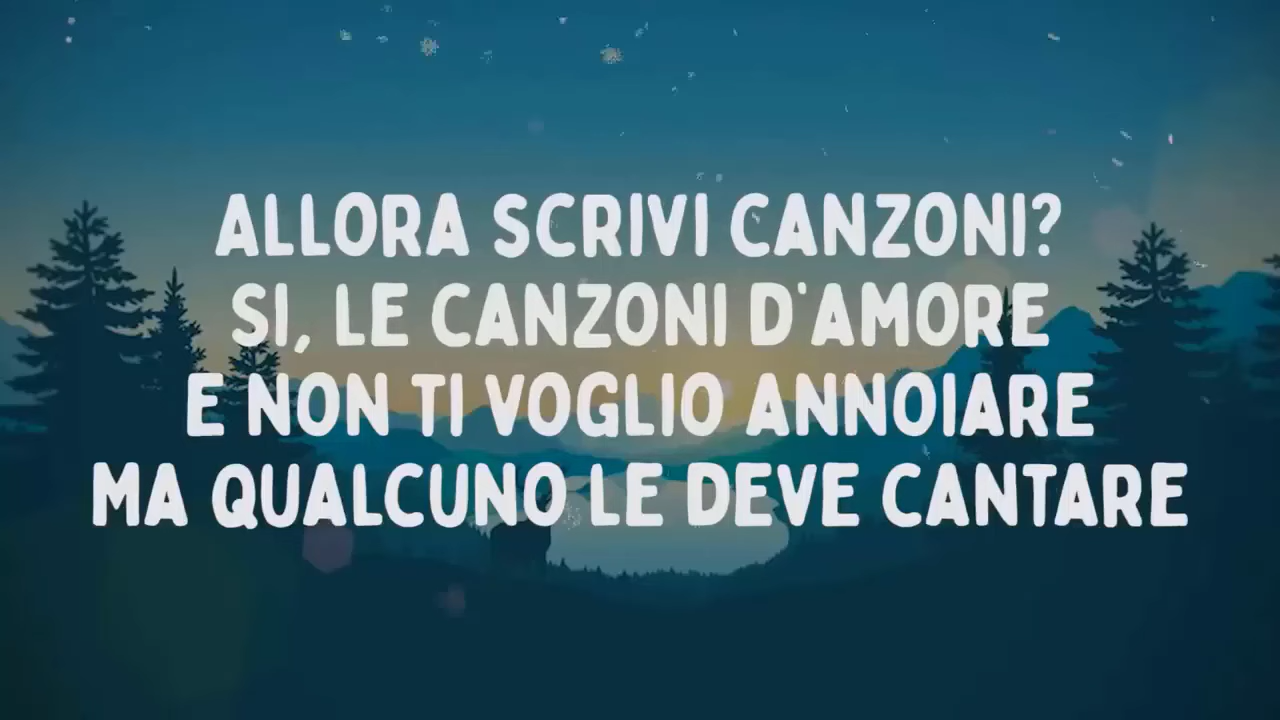 ALLORA SCRIVI CANZONI?
SI, LE CANZONI D'AMORE
E NON TI VOGLIO ANNOIARE
MA QUALCUNO LE DEVE CANTARE